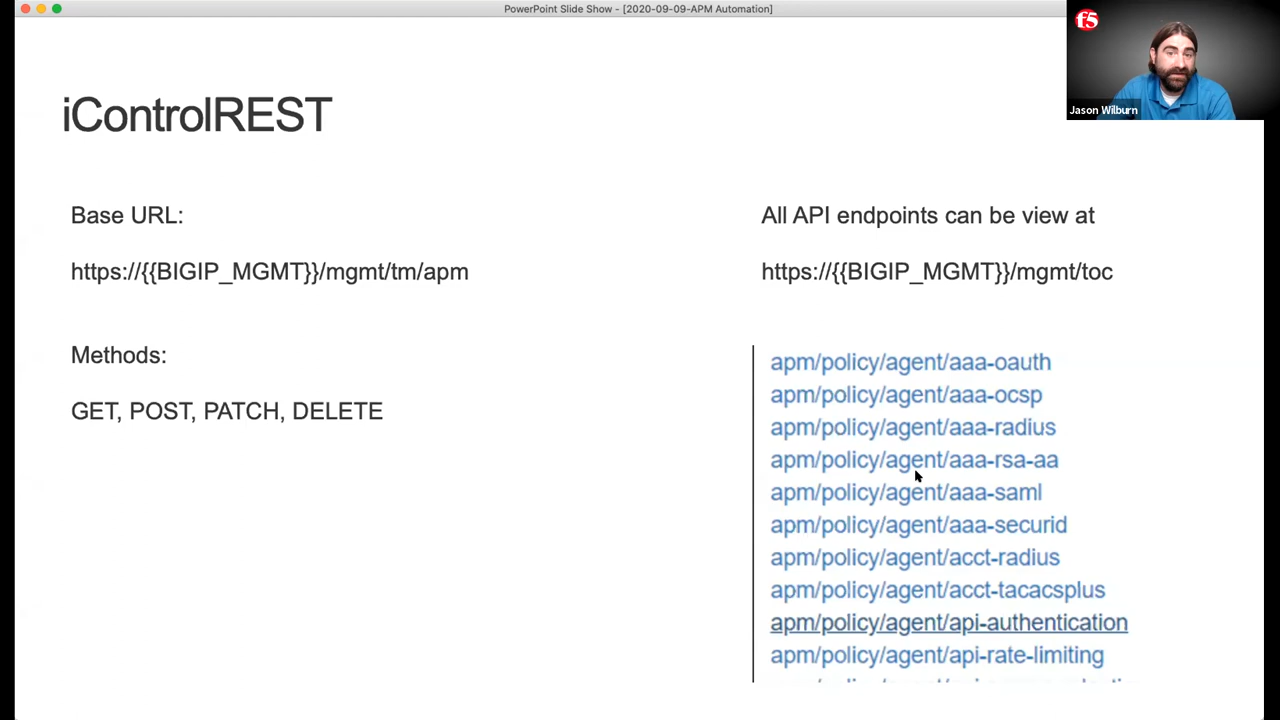 PowerPoint Slide Show - [2020-09-09-APM Automation]
f5
Jason Wilburn
iControlREST
Base URL:
https://{{BIGIP_MGMT}}/mgmt/tm/apm
Methods:
GET, POST, PATCH, DELETE
All API endpoints can be view at
https://{{BIGIP_MGMT}}/mgmt/toc
apm/policy/agent/aaa-oauth
apm/policy/agent/aaa-ocsp
apm/policy/agent/aaa-radius
apm/policy/agent/aaa-rsa-aa
apm/policy/agent/aaa-saml
apm/policy/agent/aaa-securid
apm/policy/agent/acct-radius
apm/policy/agent/acct-tacacsplus
apm/policy/agent/api-authentication
apm/policy/agent/api-rate-limiting